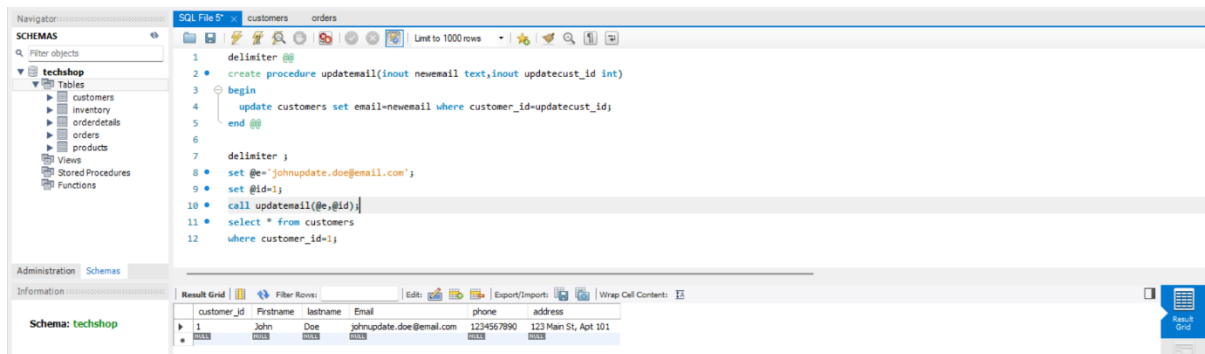 Navigator
SQL File 5* customers orders
SCHEMAS
Limit to 1000 rows
Filter objects
techshop
Tables
customers
inventory
orderdetails
orders
products
Views
Stored Procedures
Functions
1 delimiter @@
2 create procedure updatemail(inout newemail text,inout updatecust_id int)
3 begin
4 update customers set email=newemail where customer_id=updatecust_id;
5 end @@
6
7 delimiter ;
8 set @e='johnupdate.doe@email.com';
9 set @id=1;
10 call updatemail(@e,@id);
11 select * from customers
12 where customer_id=1;
Administration Schemas
Information
Schema: techshop
Result Grid Filter Rows: Edit: Export/Import: Wrap Cell Content:
customer_id Firstname lastname Email phone address
1 John Doe johnupdate.doe@email.com 1234567890 123 Main St, Apt 101
NULL NULL NULL NULL NULL NULL
Result
Grid